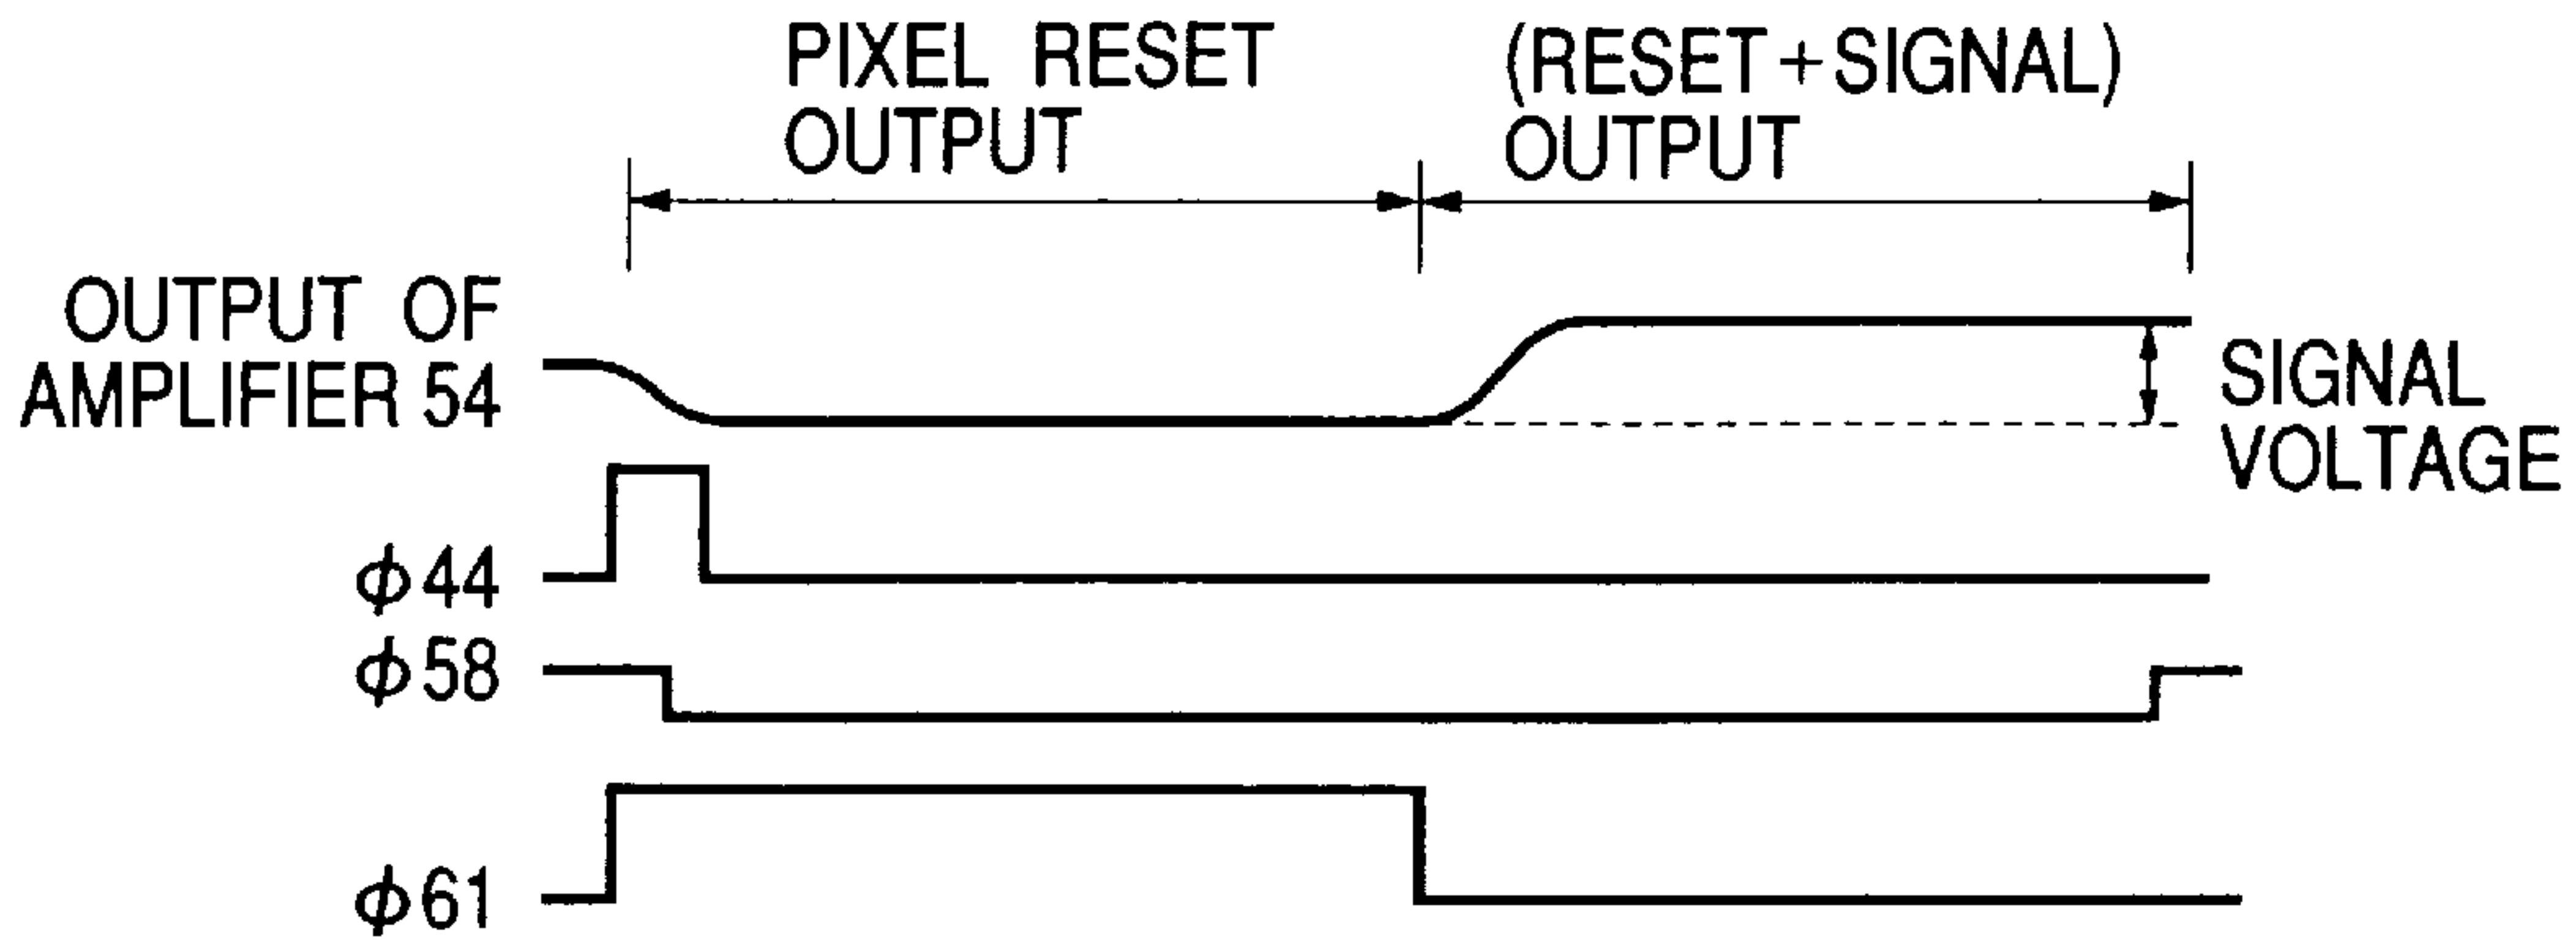 PIXEL RESET
OUTPUT
(RESET+SIGNAL)
OUTPUT
OUTPUT OF
AMPLIFIER 54
SIGNAL
VOLTAGE
ϕ44
ϕ58
ϕ61